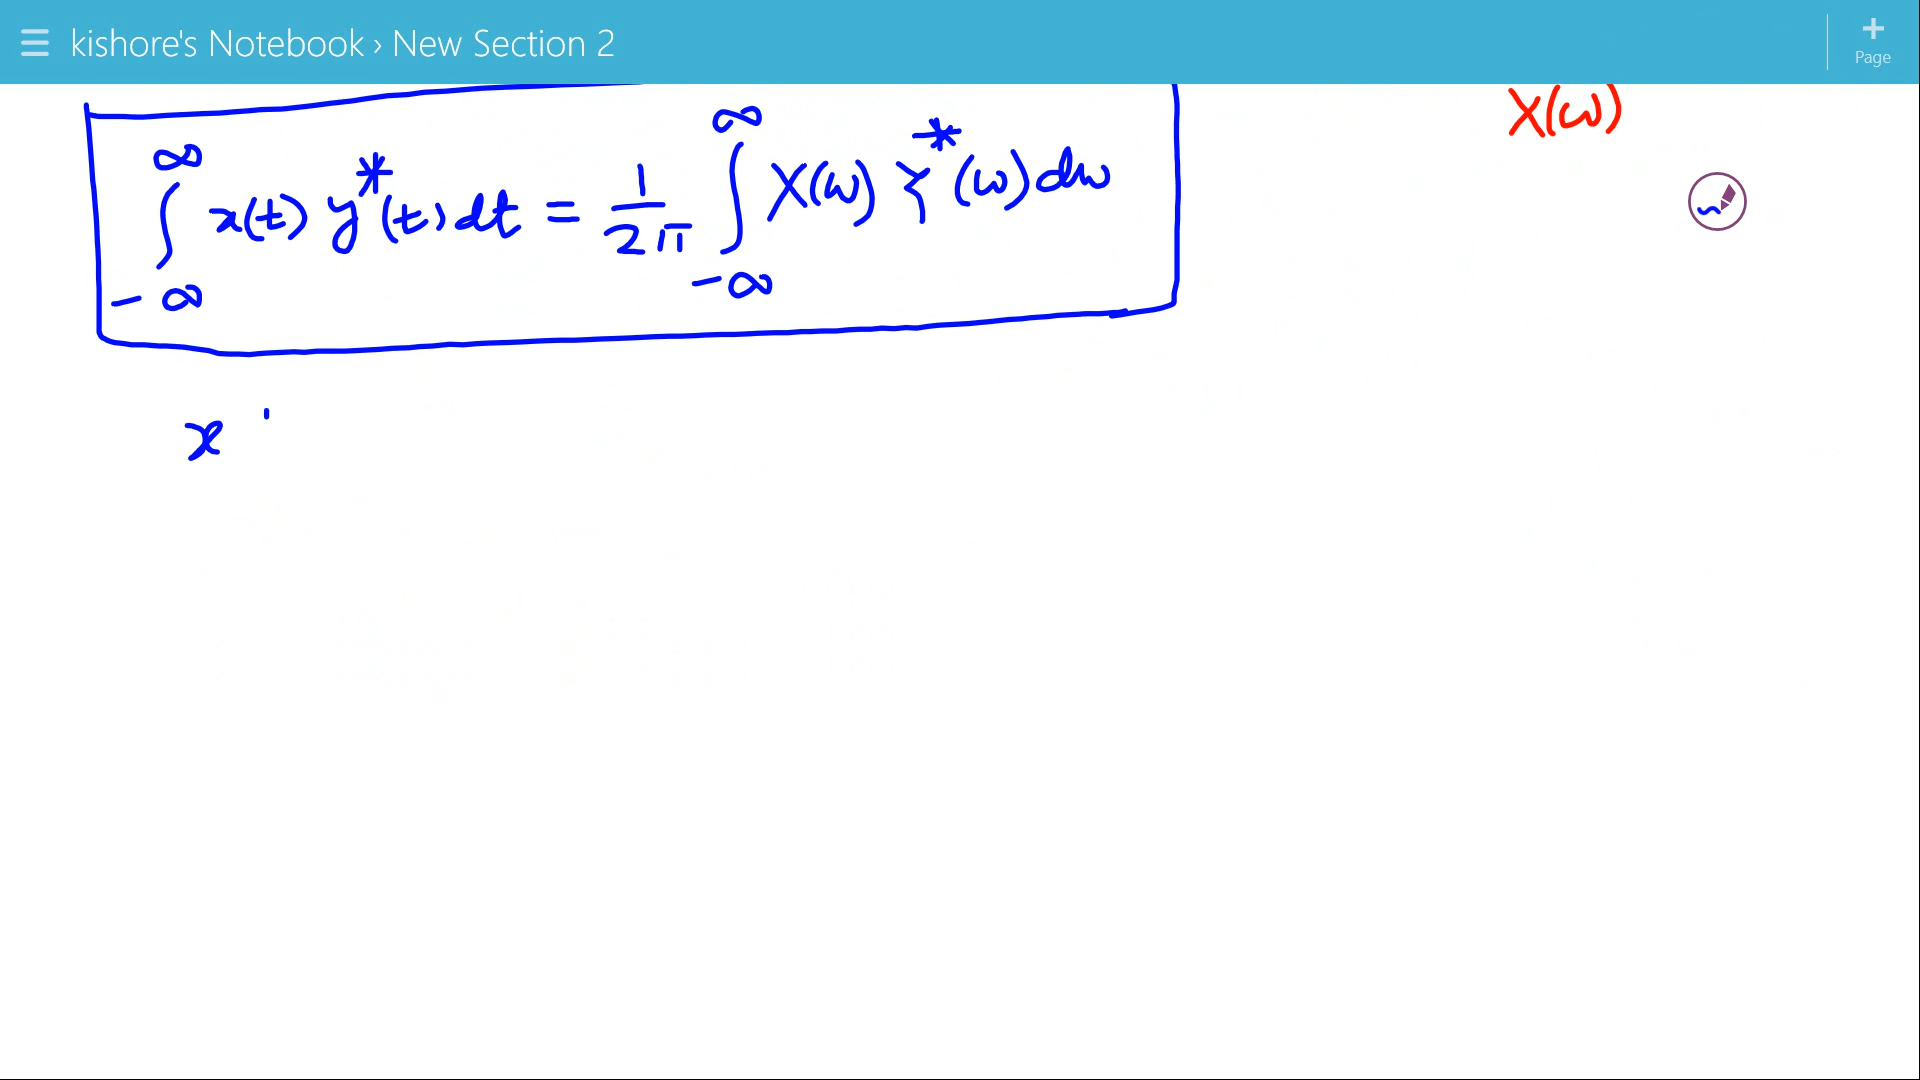 kishore's Notebook › New Section 2
Page
X(ω)
∫_{-∞}^{∞} x(t) y*(t) dt = 1/2π ∫_{-∞}^{∞} X(ω) Y*(ω) dω
x '